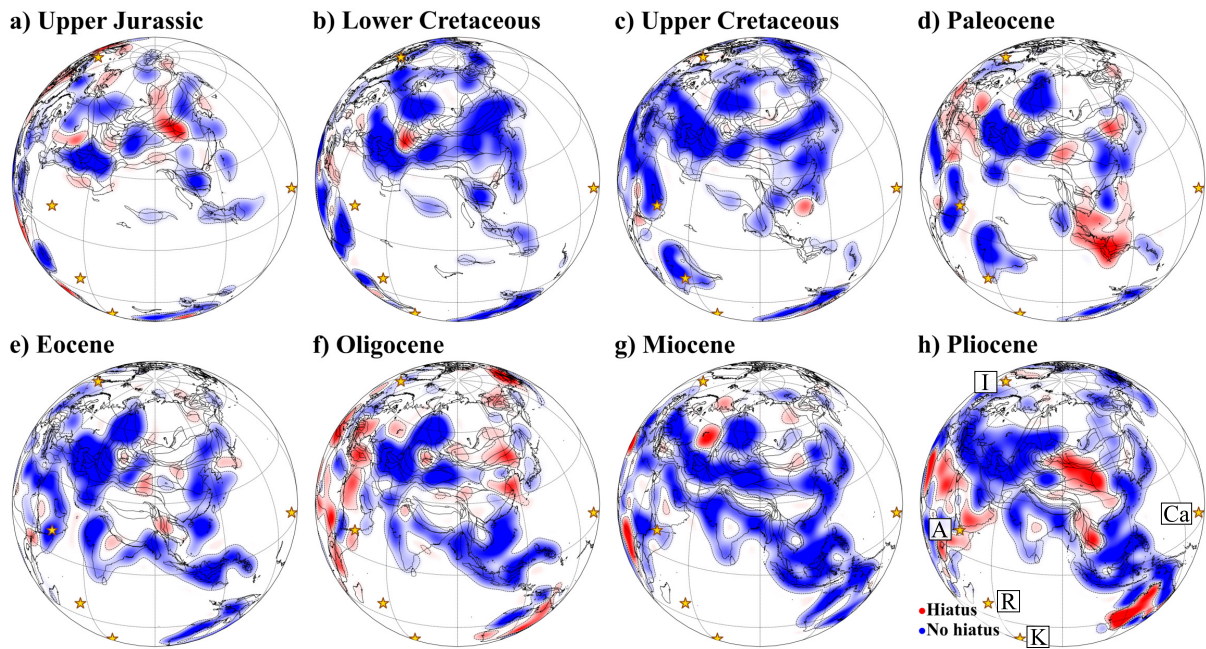 a) Upper Jurassic
b) Lower Cretaceous
c) Upper Cretaceous
d) Paleocene
e) Eocene
f) Oligocene
g) Miocene
h) Pliocene
I
Ca
A
R
Hiatus
No hiatus
K